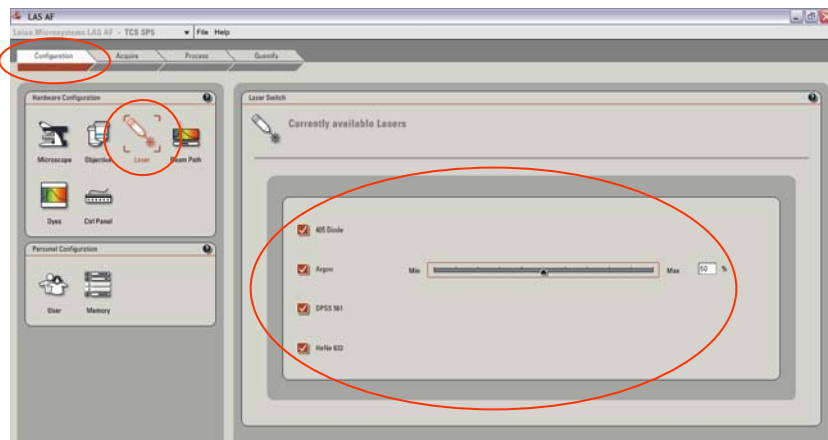 LAS AF
Leica Microsystems LAS AF - TCS SP5 File Help
Configuration Acquire Process Quantify
Hardware Configuration
Microscope Objective Laser Beam Path
Dyes Ctrl Panel
Personal Configuration
User Memory
Laser Switch
Currently available Lasers
405 Diode
Argon Min Max 50 %
DPSS 561
HeNe 633